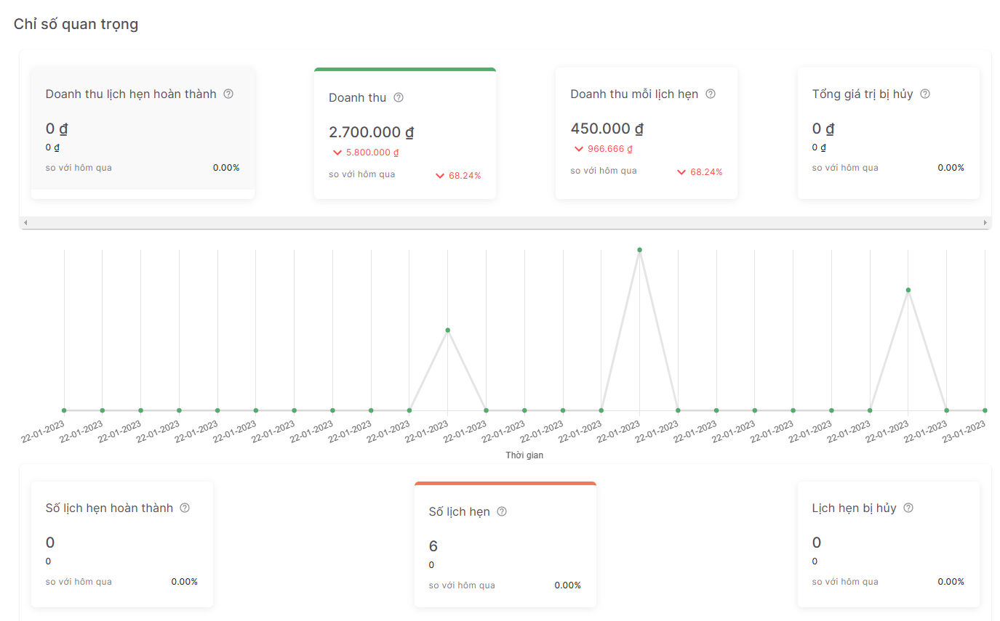 Chỉ số quan trọng
Doanh thu lịch hẹn hoàn thành
0 ₫
0 ₫
so với hôm qua 0.00%
Doanh thu
2.700.000 ₫
5.800.000 ₫
so với hôm qua 68.24%
Doanh thu mỗi lịch hẹn
450.000 ₫
966.666 ₫
so với hôm qua 68.24%
Tổng giá trị bị hủy
0 ₫
0 ₫
so với hôm qua 0.00%
22-01-2023 22-01-2023 22-01-2023 22-01-2023 22-01-2023 22-01-2023 22-01-2023 22-01-2023 22-01-2023 22-01-2023 22-01-2023 22-01-2023 22-01-2023 22-01-2023 22-01-2023 22-01-2023 22-01-2023 22-01-2023 22-01-2023 22-01-2023 22-01-2023 22-01-2023 22-01-2023 22-01-2023 23-01-2023
Thời gian
Số lịch hẹn hoàn thành
0
0
so với hôm qua 0.00%
Số lịch hẹn
6
0
so với hôm qua 0.00%
Lịch hẹn bị hủy
0
0
so với hôm qua 0.00%